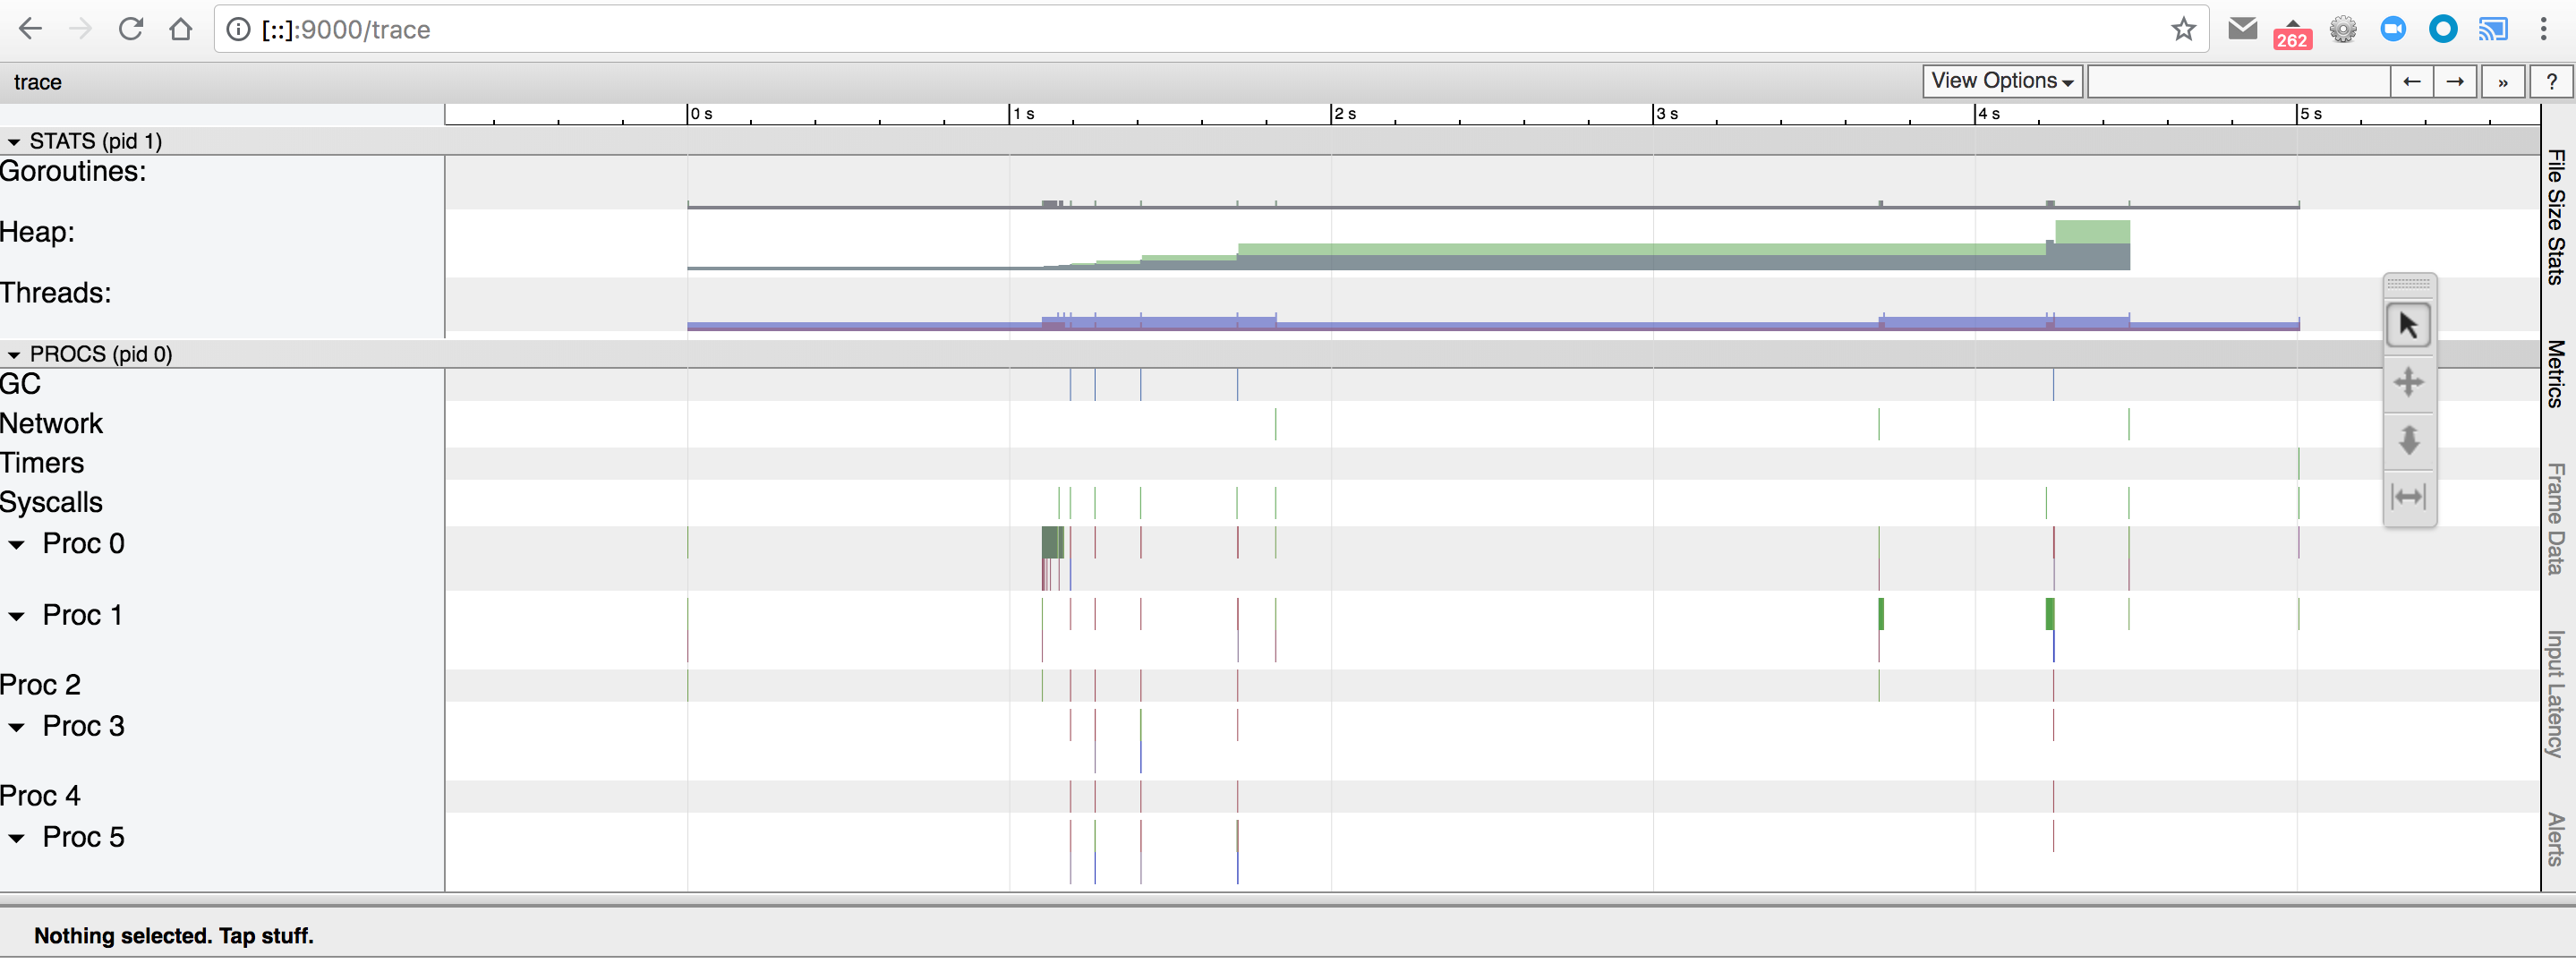 [::]:9000/trace
262
trace
View Options
←
→
»
?
0 s
1 s
2 s
3 s
4 s
5 s
STATS (pid 1)
Goroutines:
Heap:
Threads:
PROCS (pid 0)
GC
Network
Timers
Syscalls
Proc 0
Proc 1
Proc 2
Proc 3
Proc 4
Proc 5
File Size Stats
Metrics
Frame Data
Input Latency
Alerts
Nothing selected. Tap stuff.